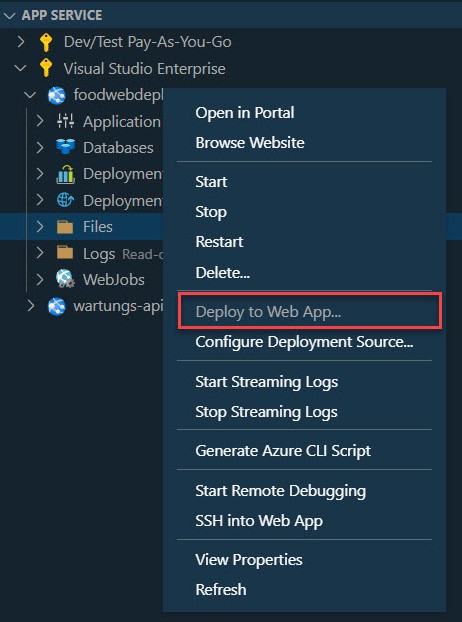 APP SERVICE
Dev/Test Pay-As-You-Go
Visual Studio Enterprise
foodwebdepl
Application
Databases
Deployment
Deployment
Files
Logs Read-o
WebJobs
wartungs-api
Open in Portal
Browse Website
Start
Stop
Restart
Delete...
Deploy to Web App...
Configure Deployment Source...
Start Streaming Logs
Stop Streaming Logs
Generate Azure CLI Script
Start Remote Debugging
SSH into Web App
View Properties
Refresh